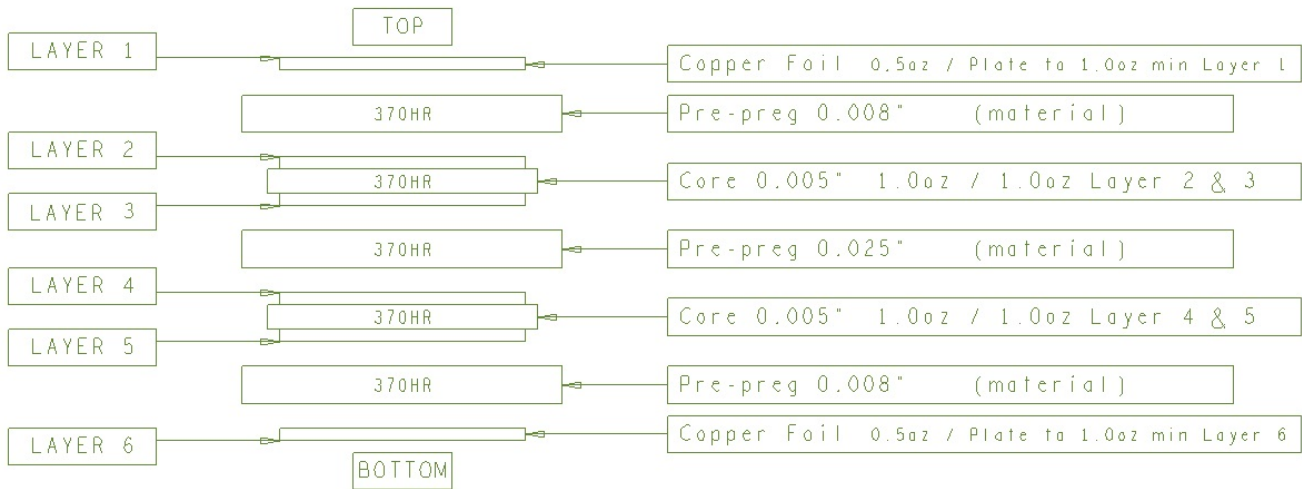 TOP
LAYER 1
Copper Foil 0.5oz / Plate to 1.0oz min Layer 1
370HR
Pre-preg 0.008" (material)
LAYER 2
370HR
Core 0.005" 1.0oz / 1.0oz Layer 2 & 3
LAYER 3
370HR
Pre-preg 0.025" (material)
LAYER 4
370HR
Core 0.005" 1.0oz / 1.0oz Layer 4 & 5
LAYER 5
370HR
Pre-preg 0.008" (material)
LAYER 6
Copper Foil 0.5oz / Plate to 1.0oz min Layer 6
BOTTOM